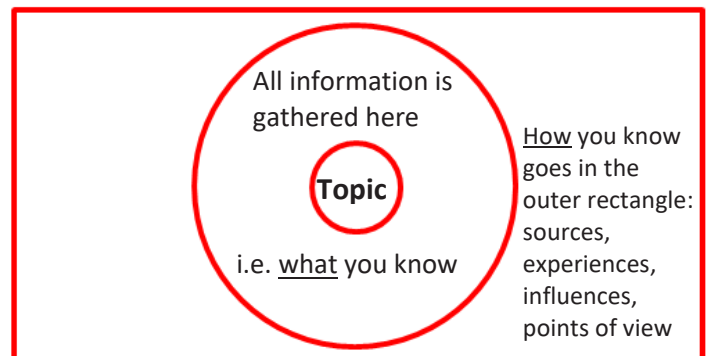 All information is
gathered here
Topic
i.e. what you know
How you know
goes in the
outer rectangle:
sources,
experiences,
influences,
points of view